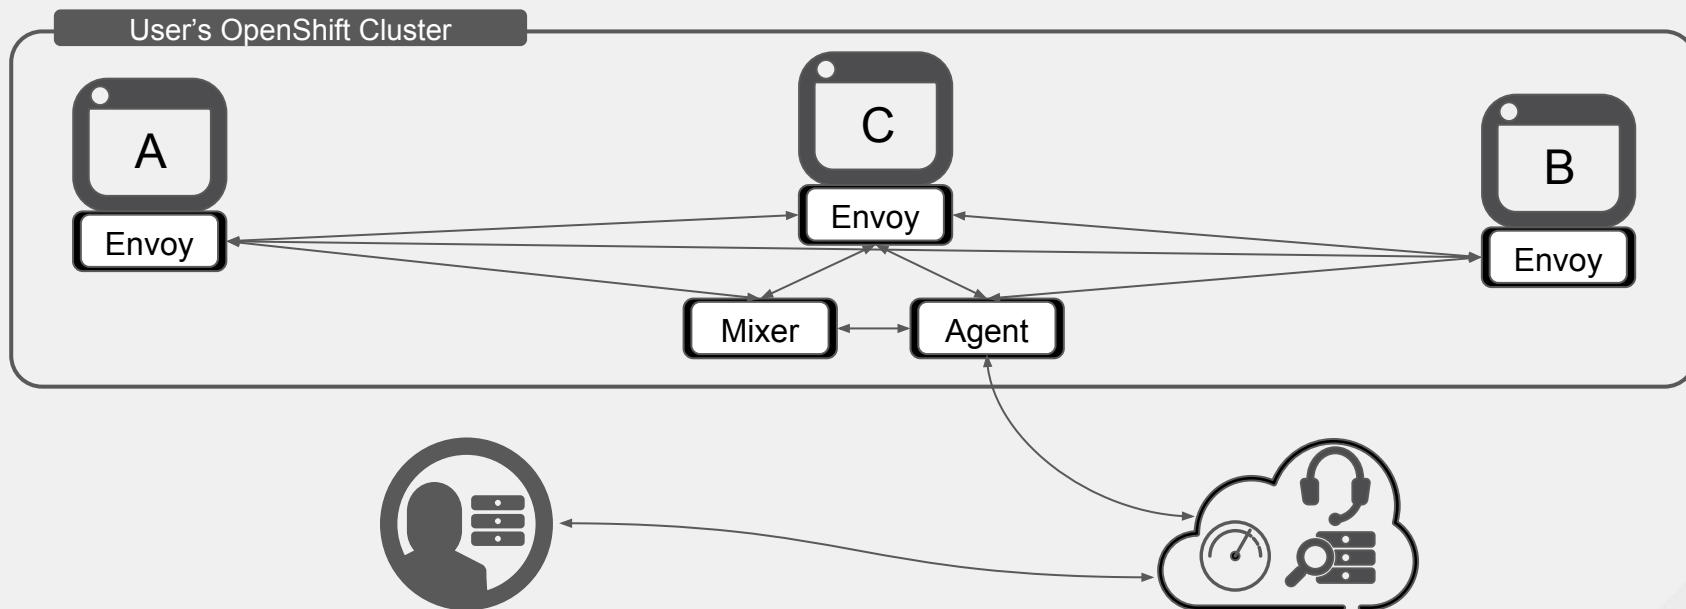 User’s OpenShift Cluster
A
C
B
Envoy
Envoy
Envoy
Mixer
Agent